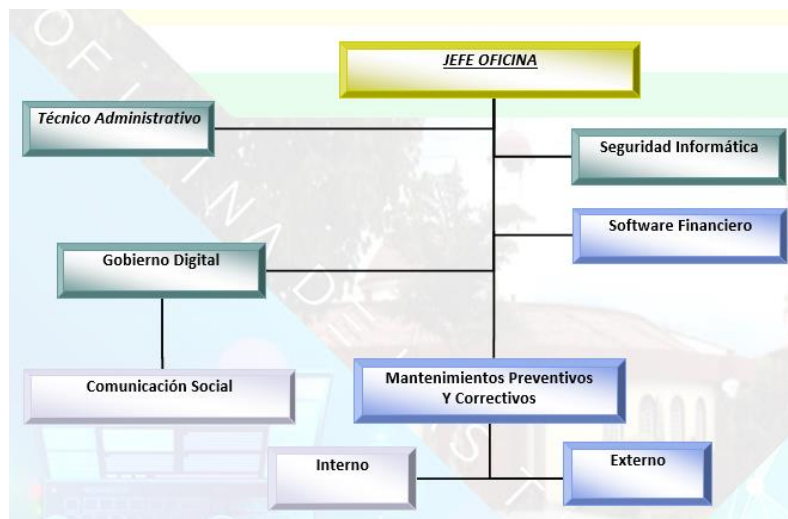 JEFE OFICINA
Técnico Administrativo
Seguridad Informática
Software Financiero
Gobierno Digital
Comunicación Social
Mantenimientos Preventivos
Y Correctivos
Interno
Externo